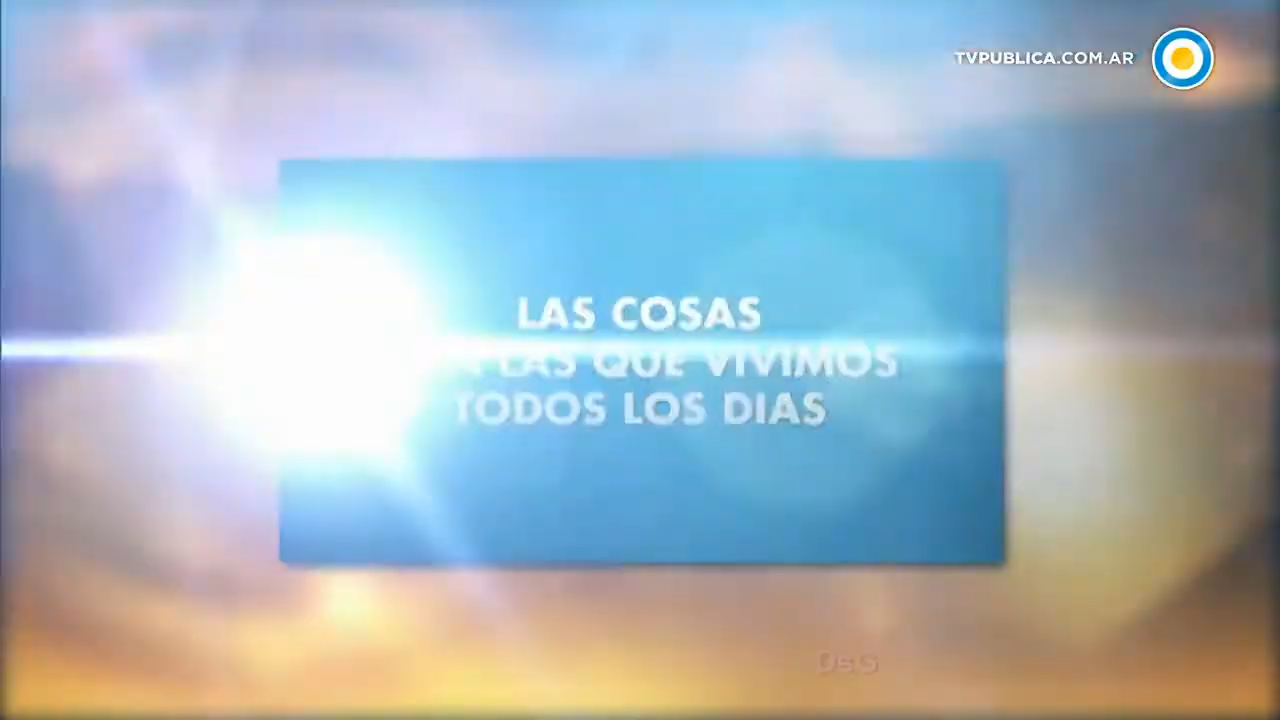 TVPUBLICA.COM.AR
LAS COSAS
LAS QUE VIVIMOS
TODOS LOS DIAS